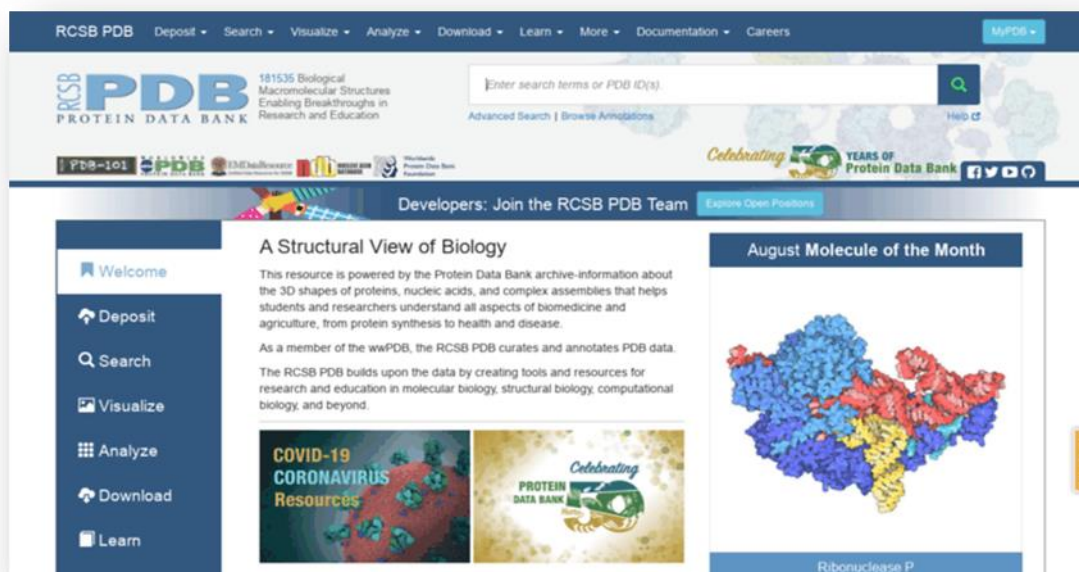 RCSB PDB Deposit Search Visualize Analyze Download Learn More Documentation Careers MyPDB
RCSB
PDB
PROTEIN DATA BANK
181535 Biological
Macromolecular Structures
Enabling Breakthroughs in
Research and Education
Enter search terms or PDB ID(s).
Advanced Search | Browse Annotations
Help
PDB-101 PDB EMDataResource
Worldwide
Protein Data Bank
Foundation
Celebrating YEARS OF
Protein Data Bank
Developers: Join the RCSB PDB Team Explore Open Positions
Welcome
Deposit
Search
Visualize
Analyze
Download
Learn
A Structural View of Biology
This resource is powered by the Protein Data Bank archive-information about
the 3D shapes of proteins, nucleic acids, and complex assemblies that helps
students and researchers understand all aspects of biomedicine and
agriculture, from protein synthesis to health and disease.
As a member of the wwPDB, the RCSB PDB curates and annotates PDB data.
The RCSB PDB builds upon the data by creating tools and resources for
research and education in molecular biology, structural biology, computational
biology, and beyond.
COVID-19
CORONAVIRUS
Resources
Celebrating
PROTEIN
DATA BANK
August Molecule of the Month
Ribonuclease P